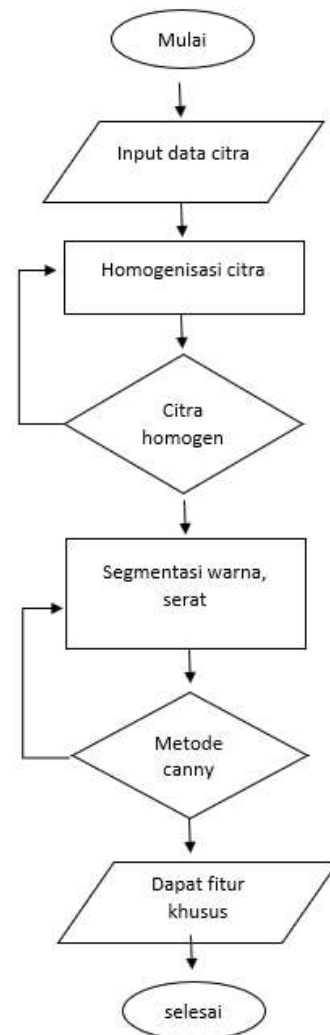 Mulai
Input data citra
Homogenisasi citra
Citra
homogen
Segmentasi warna,
serat
Metode
canny
Dapat fitur
khusus
selesai